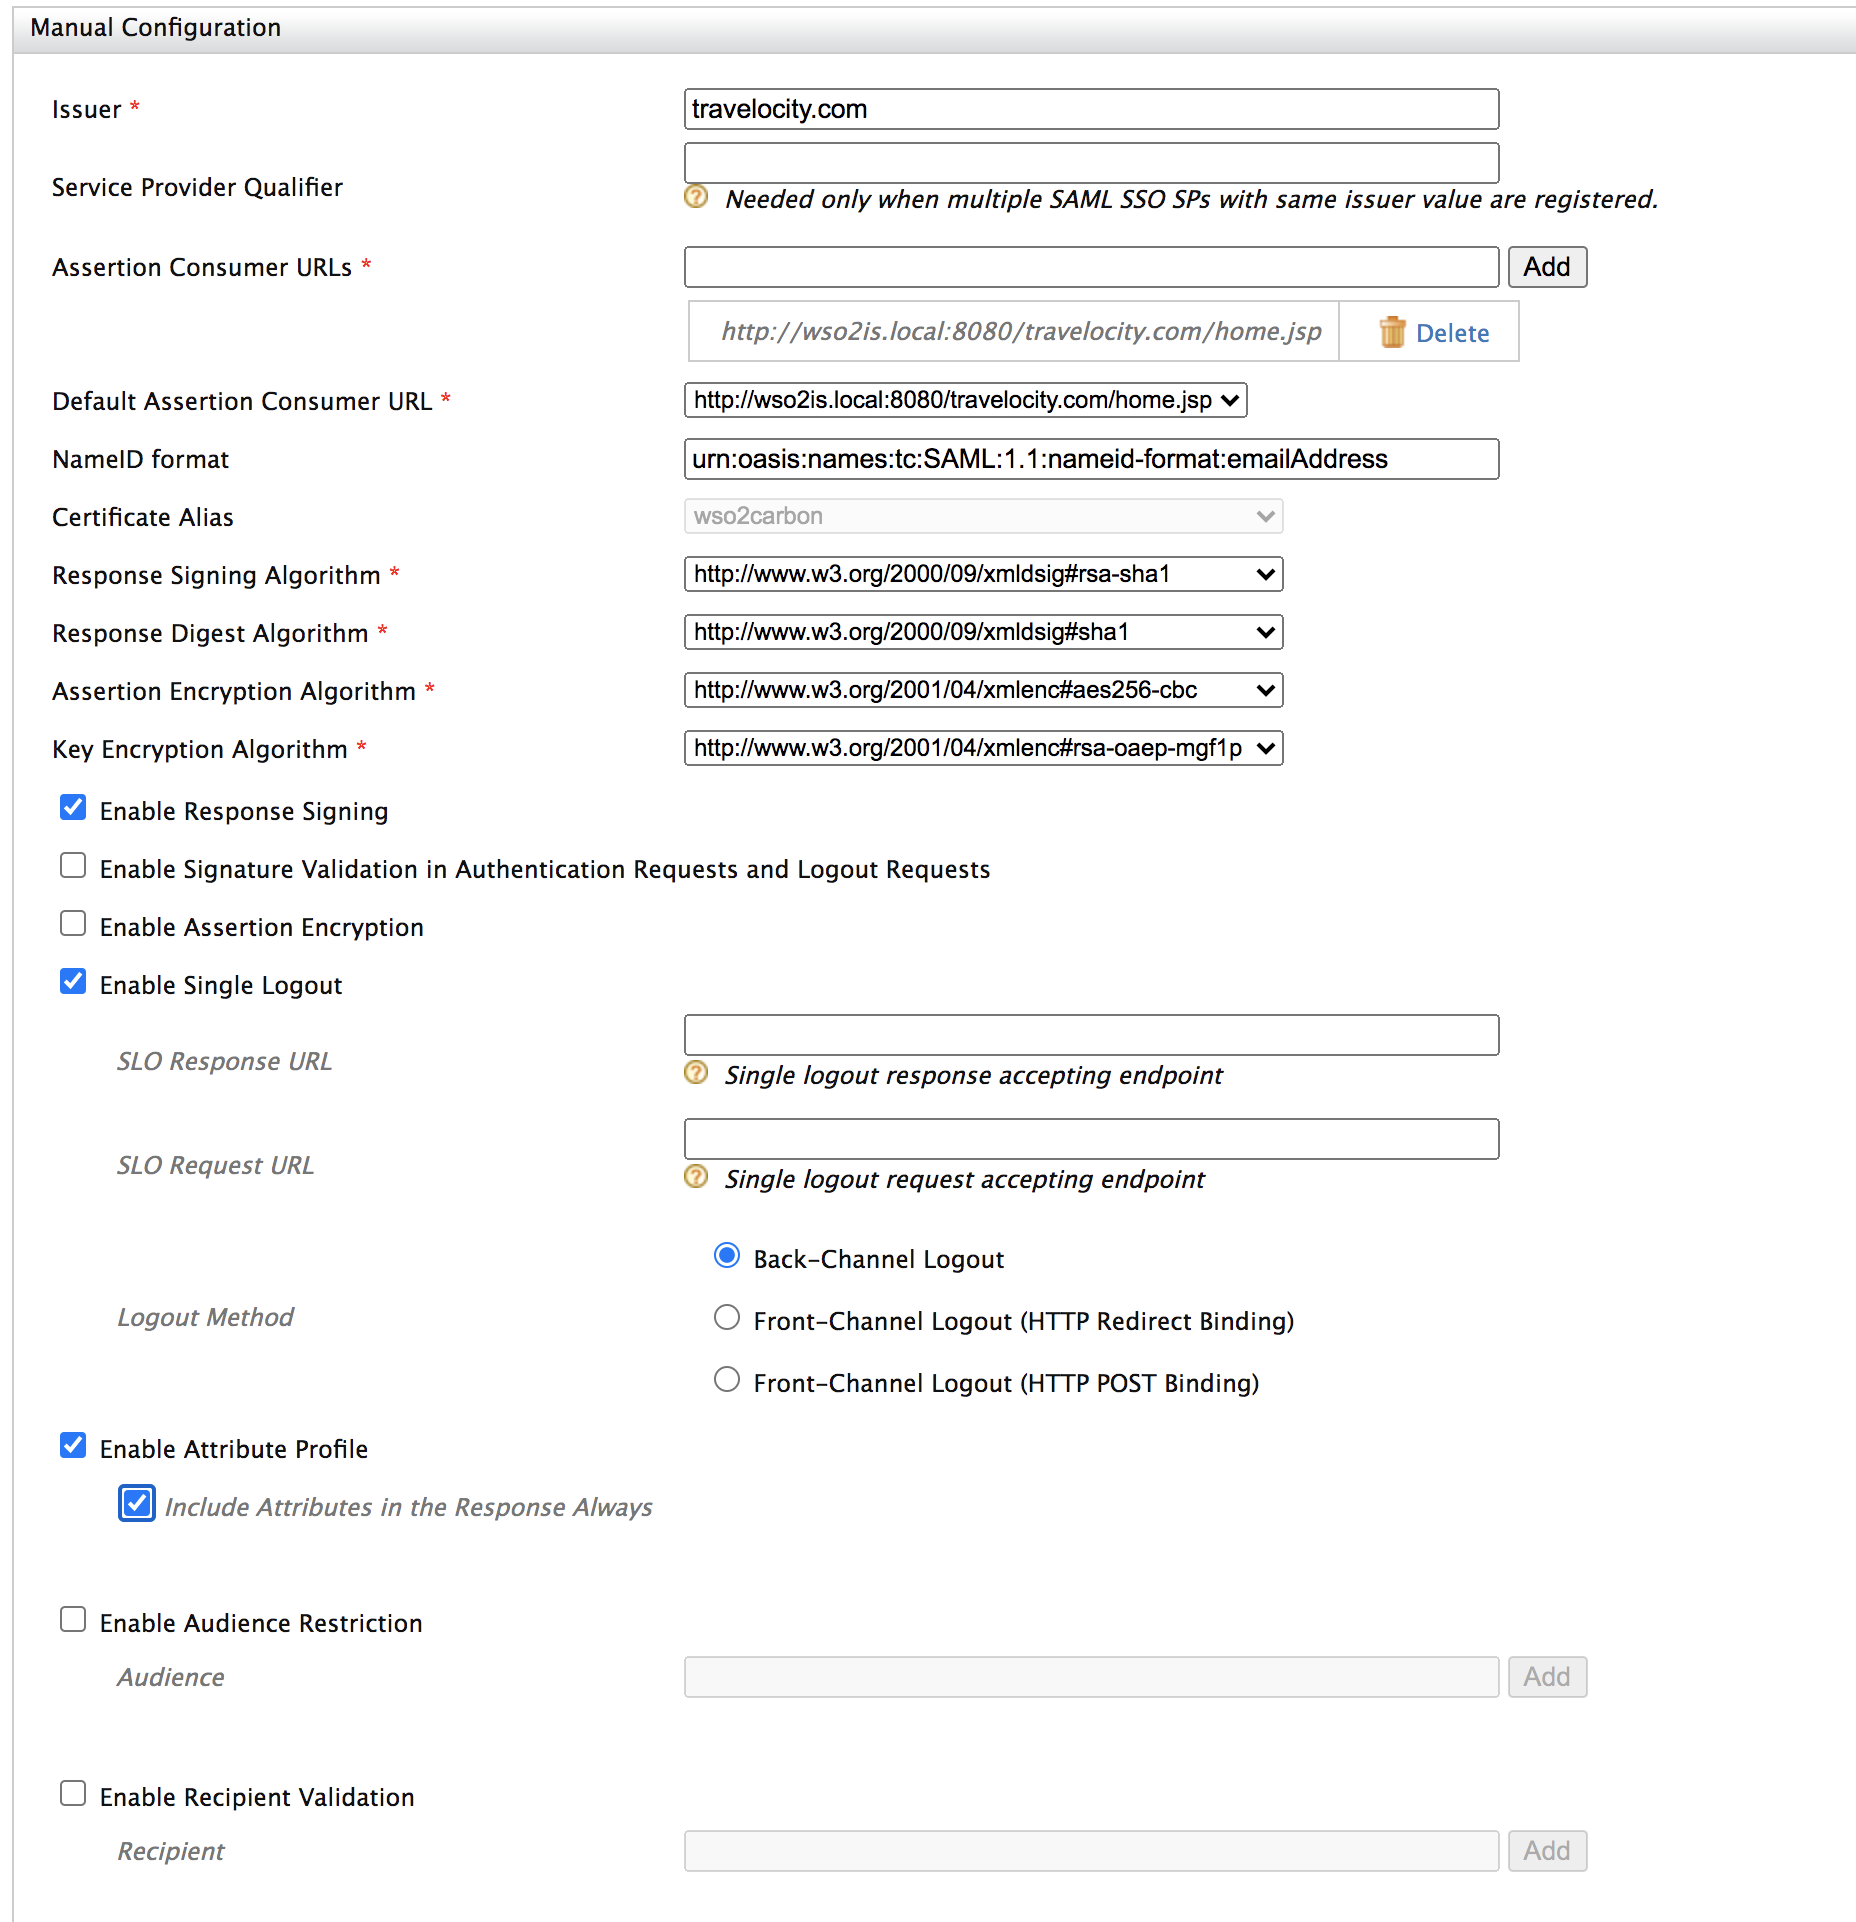 Manual Configuration
Issuer *
travelocity.com
Service Provider Qualifier
Needed only when multiple SAML SSO SPs with same issuer value are registered.
Assertion Consumer URLs *
Add
http://wso2is.local:8080/travelocity.com/home.jsp
Delete
Default Assertion Consumer URL *
http://wso2is.local:8080/travelocity.com/home.jsp
NameID format
urn:oasis:names:tc:SAML:1.1:nameid-format:emailAddress
Certificate Alias
wso2carbon
Response Signing Algorithm *
http://www.w3.org/2000/09/xmldsig#rsa-sha1
Response Digest Algorithm *
http://www.w3.org/2000/09/xmldsig#sha1
Assertion Encryption Algorithm *
http://www.w3.org/2001/04/xmlenc#aes256-cbc
Key Encryption Algorithm *
http://www.w3.org/2001/04/xmlenc#rsa-oaep-mgf1p
Enable Response Signing
Enable Signature Validation in Authentication Requests and Logout Requests
Enable Assertion Encryption
Enable Single Logout
SLO Response URL
Single logout response accepting endpoint
SLO Request URL
Single logout request accepting endpoint
Logout Method
Back-Channel Logout
Front-Channel Logout (HTTP Redirect Binding)
Front-Channel Logout (HTTP POST Binding)
Enable Attribute Profile
Include Attributes in the Response Always
Enable Audience Restriction
Audience
Add
Enable Recipient Validation
Recipient
Add